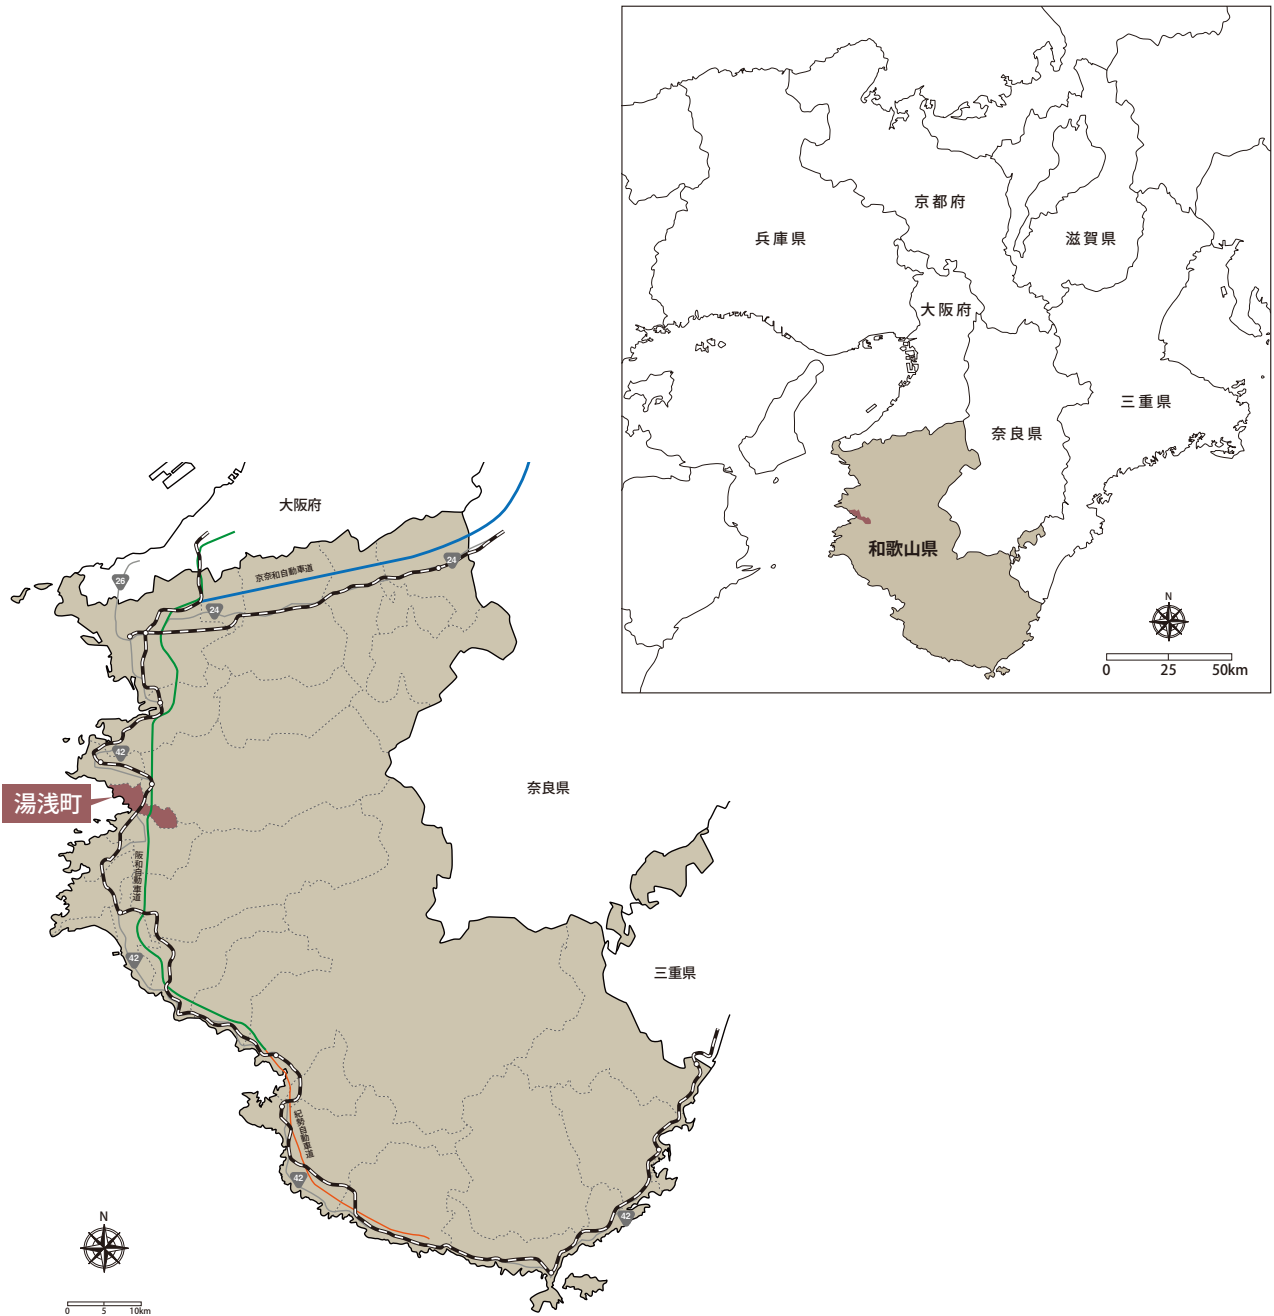 京都府
兵庫県
滋賀県
大阪府
三重県
奈良県
和歌山県
N
0 25 50km
大阪府
京奈和自動車道
26
24
24
42
湯浅町
奈良県
阪和自動車道
42
三重県
紀勢自動車道
42
42
N
0 5 10km